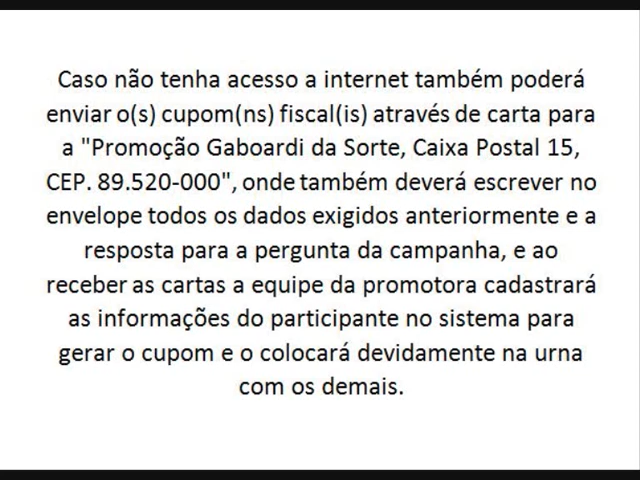 Caso não tenha acesso a internet também poderá
enviar o(s) cupom(ns) fiscal(is) através de carta para
a "Promoção Gaboardi da Sorte, Caixa Postal 15,
CEP. 89.520-000", onde também deverá escrever no
envelope todos os dados exigidos anteriormente e a
resposta para a pergunta da campanha, e ao
receber as cartas a equipe da promotora cadastrará
as informações do participante no sistema para
gerar o cupom e o colocará devidamente na urna
com os demais.